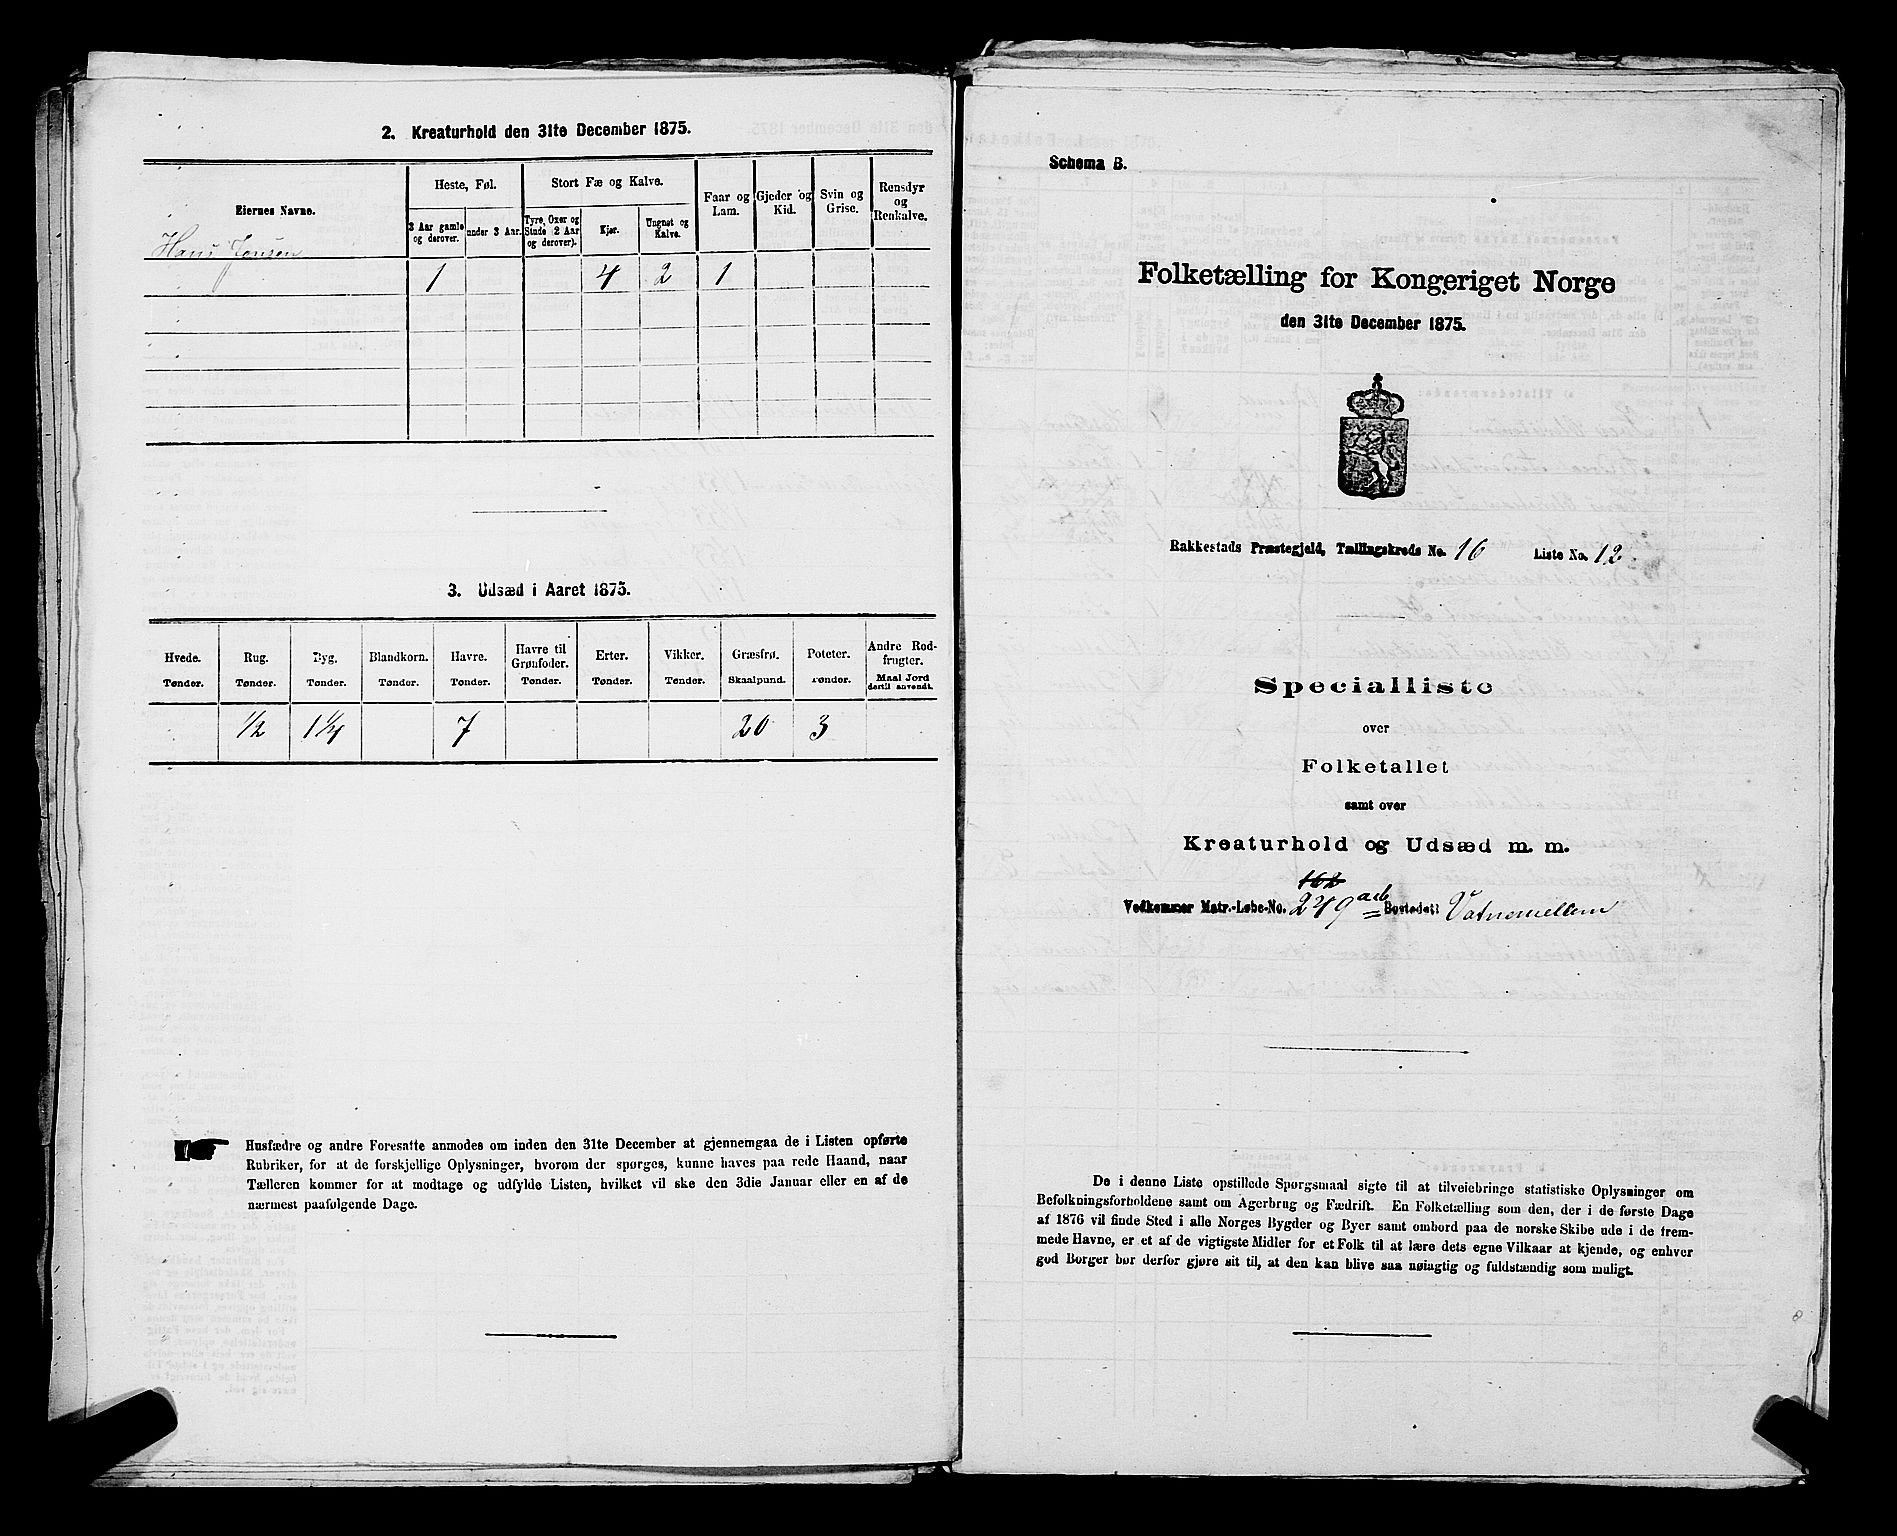 2. Kreaturhold den 31te December 1875.
Eiernes Navne.
Heste, Føl.
Stort Fæ og Kalve.
Faar og Lam.
Gjeder og Kid.
Svin og Grise.
Rensdyr og Renkalve.
3 Aar gamle og derover.
under 3 Aar.
Tyre, Oxer og Stude (2 Aar og derover).
Kjør.
Ungnøt og Kalve.
Hans Jensen
1 4 2 1
3. Udsæd i Aaret 1875.
Hvede. Rug. Byg. Blandkorn. Havre. Havre til Grønfoder. Erter. Vikker. Græsfrø. Poteter. Andre Rodfrugter.
Tønder. Tønder. Tønder. Tønder. Tønder. Tønder. Tønder. Tønder. Skaalpund. Tønder. Maal Jord dertil anvendt.
1/2 1 1/4 7 20 3
Husfædre og andre Foresatte anmodes om inden den 31te December at gjennemgaa de i Listen opførte
Rubriker, for at de forskjellige Oplysninger, hvorom der spørges, kunne haves paa rede Haand, naar
Tælleren kommer for at modtage og udfylde Listen, hvilket vil ske den 3die Januar eller en af de
nærmest paafølgende Dage.
Schema B.
Folketælling for Kongeriget Norge
den 31te December 1875.
Rakkestads Præstegjeld, Tællingskreds No. 16 Liste No. 12
Specialliste
over
Folketallet
samt over
Kreaturhold og Udsæd m. m.
162
Vedkommer Matr.-Løbe-No. 249 Bostedet: Vatnemellem
De i denne Liste opstillede Spørgsmaal sigte til at tilveiebringe statistiske Oplysninger om
Befolkningsforholdene samt om Agerbrug og Fædrift. En Folketælling som den, der i de første Dage
af 1876 vil finde Sted i alle Norges Bygder og Byer samt ombord paa de norske Skibe ude i de frem-
mede Havne, er et af de vigtigste Midler for et Folk til at lære dets egne Vilkaar at kjende, og enhver
god Borger bør derfor gjøre sit til, at den kan blive saa nøiagtig og fuldstændig som muligt.
8